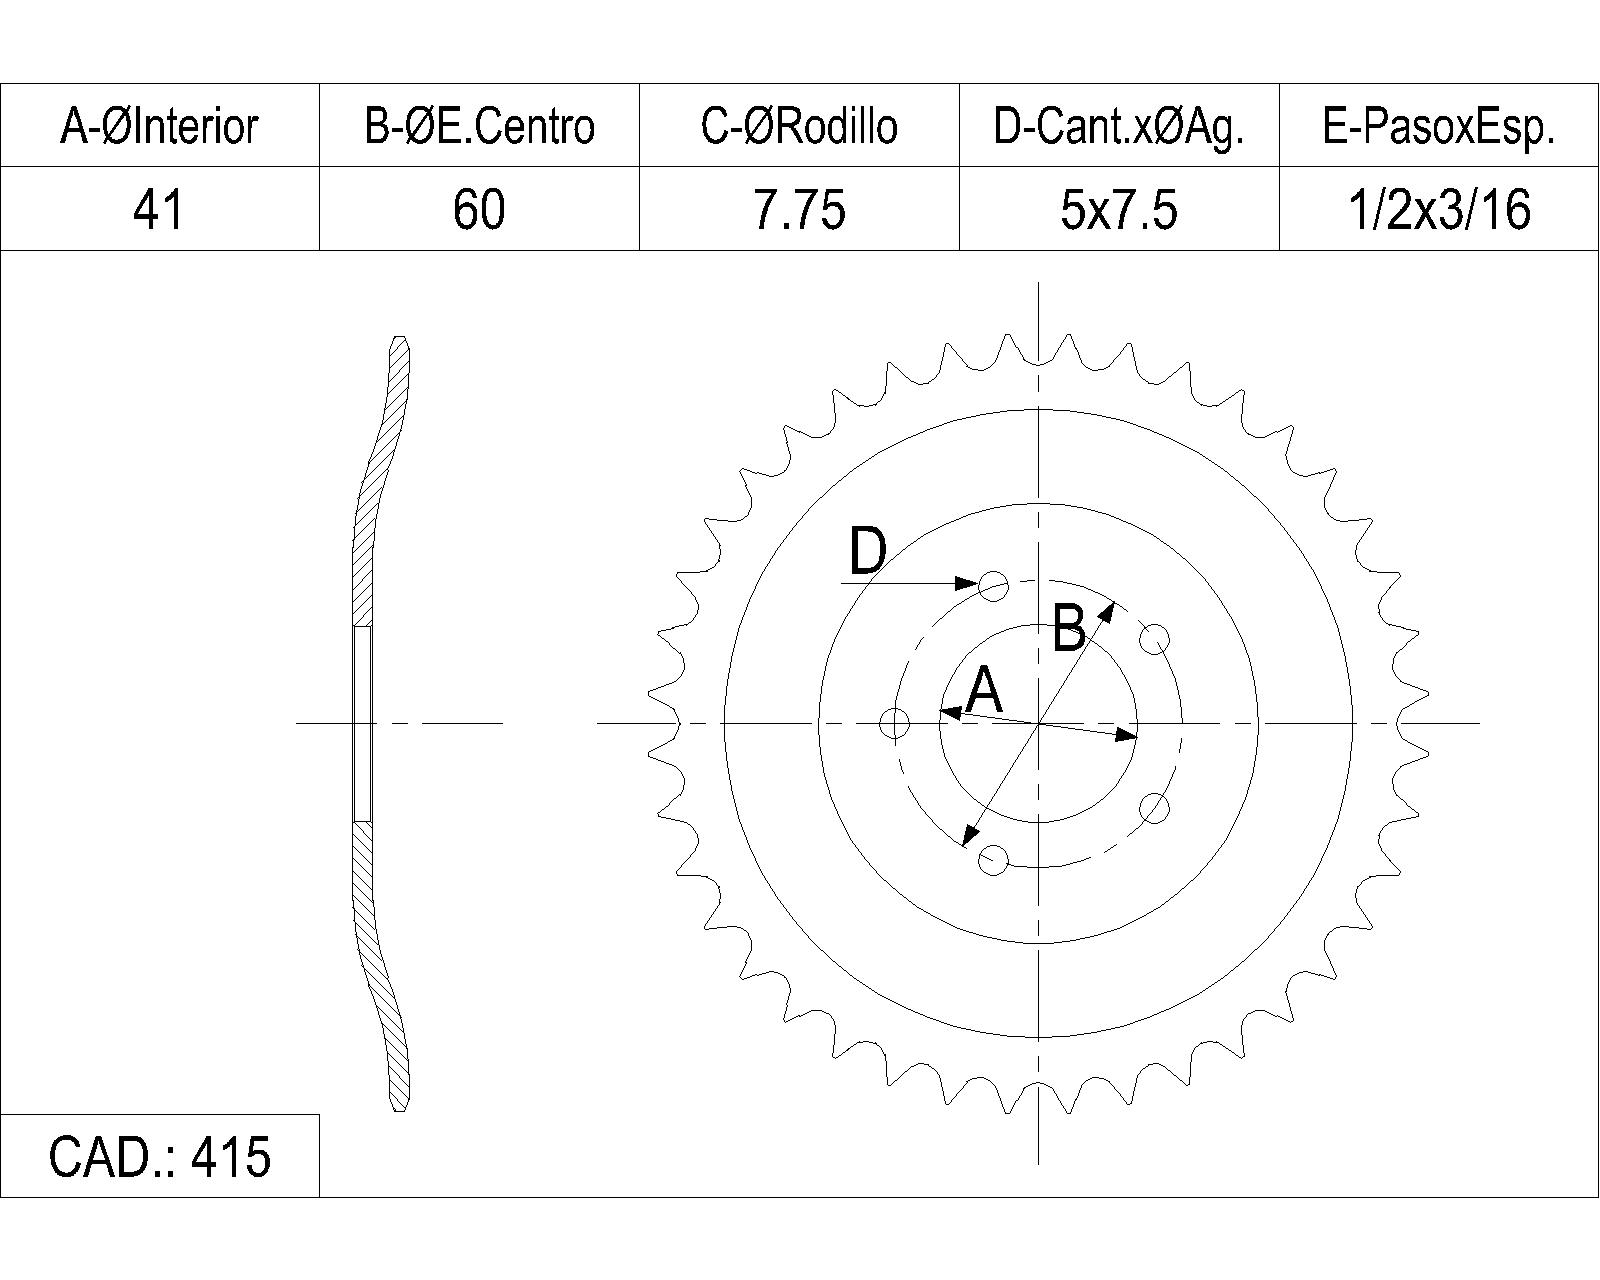 A-ØInterior B-ØE.Centro C-ØRodillo D-Cant.xØAg. E-PasoxEsp.
41 60 7.75 5x7.5 1/2x3/16
D
B
A
CAD.: 415